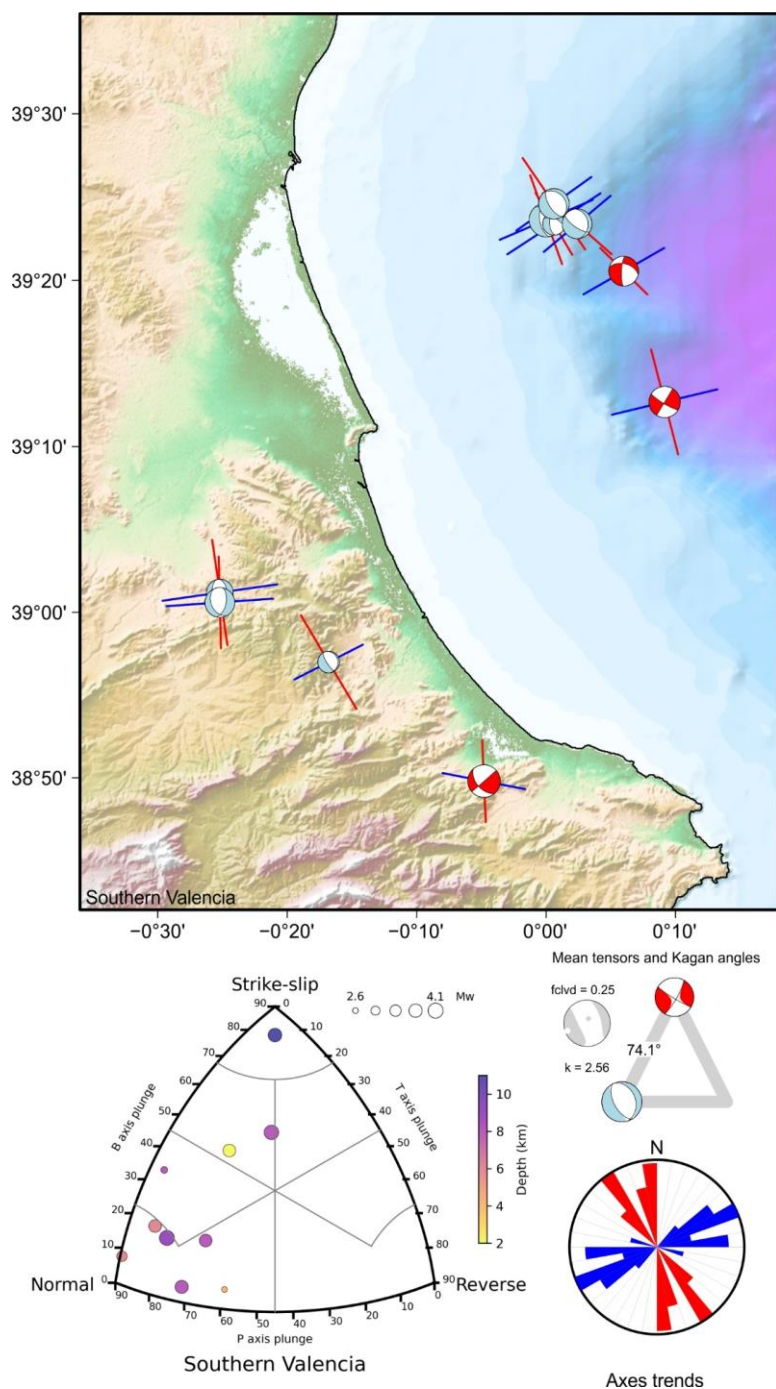 39°30'
39°20'
39°10'
39°00'
38°50'
Southern Valencia
−0°30' −0°20' −0°10' 0°00' 0°10'
Mean tensors and Kagan angles
Strike-slip
2.6 4.1 Mw
fclvd = 0.25
74.1°
k = 2.56
90 80 70 60 50 40 30 20 10 0
B axis plunge
0 10 20 30 40 50 60 70 80 90
T axis plunge
10
8
6
4
2
Depth (km)
N
Normal
Reverse
90 80 70 60 50 40 30 20 10 0
P axis plunge
Southern Valencia
Axes trends